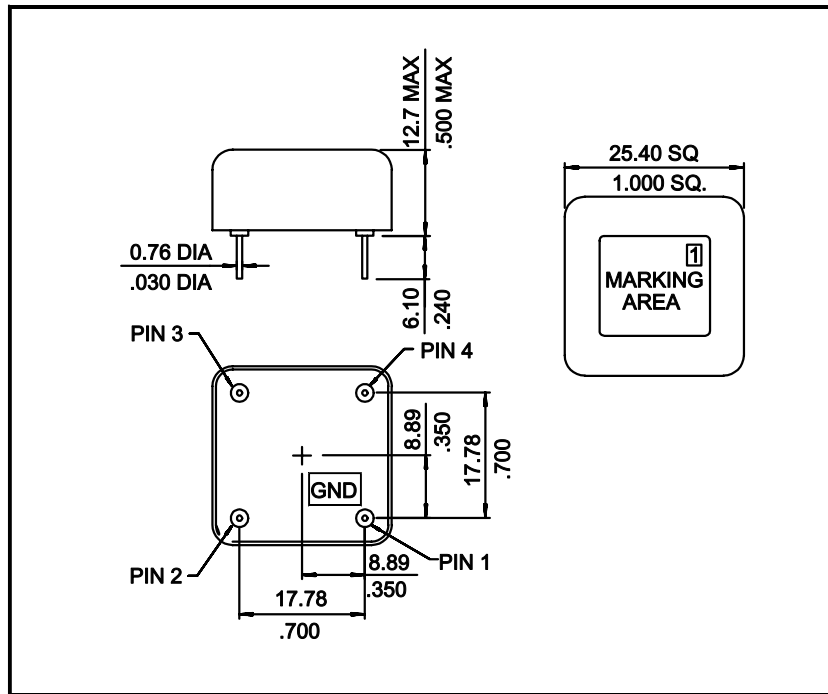 12.7 MAX
.500 MAX
25.40 SQ
1.000 SQ.
0.76 DIA
.030 DIA
6.10
.240
1
MARKING
AREA
PIN 3
PIN 4
8.89
.350
17.78
.700
GND
PIN 2
PIN 1
8.89
.350
17.78
.700